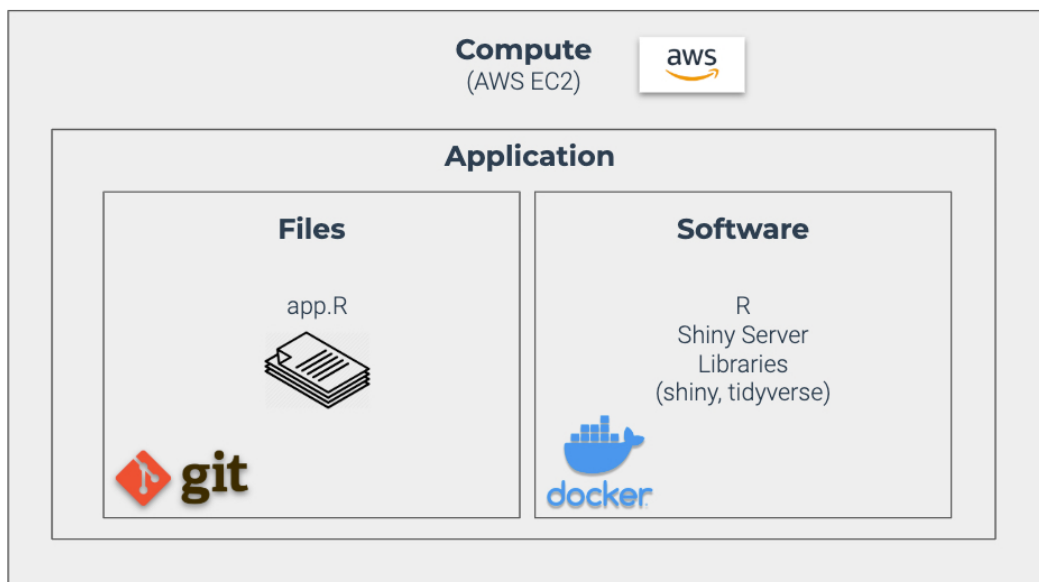 Compute
(AWS EC2)
aws
Application
Files
app.R
git
Software
R
Shiny Server
Libraries
(shiny, tidyverse)
docker